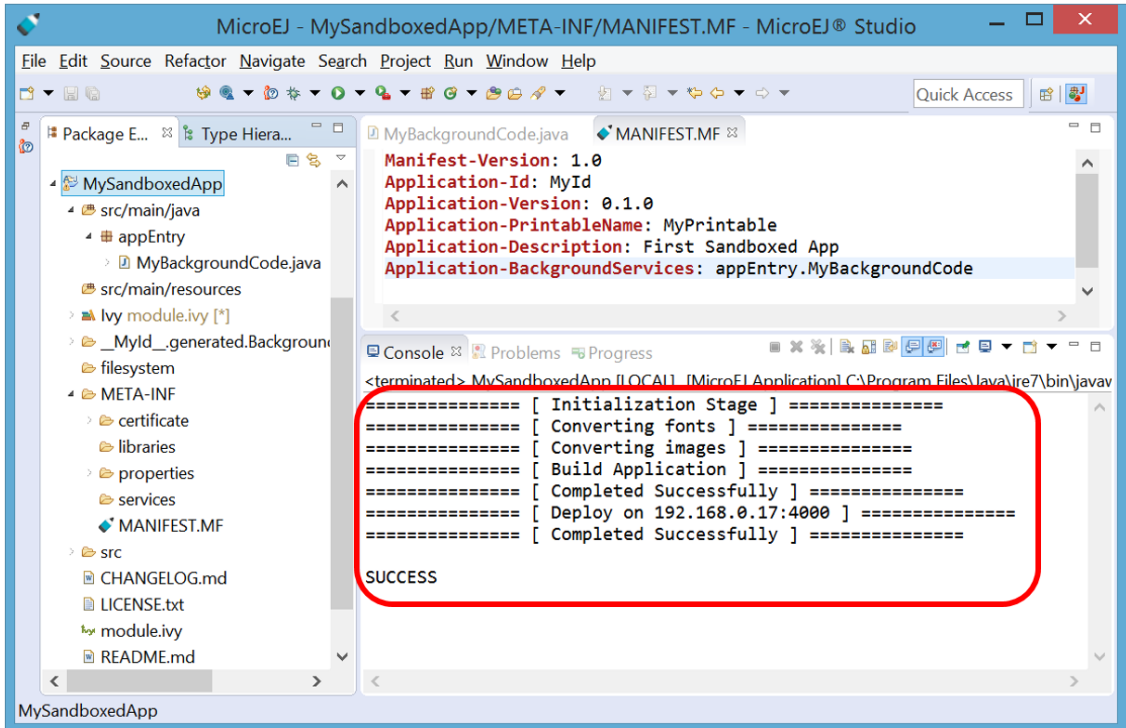 MicroEJ - MySandboxedApp/META-INF/MANIFEST.MF - MicroEJ® Studio
File Edit Source Refactor Navigate Search Project Run Window Help
Quick Access
Package E... Type Hiera...
MySandboxedApp
src/main/java
appEntry
MyBackgroundCode.java
src/main/resources
Ivy module.ivy [*]
__MyId__.generated.Backgroun
filesystem
META-INF
certificate
libraries
properties
services
MANIFEST.MF
src
CHANGELOG.md
LICENSE.txt
module.ivy
README.md
MyBackgroundCode.java MANIFEST.MF
Manifest-Version: 1.0
Application-Id: MyId
Application-Version: 0.1.0
Application-PrintableName: MyPrintable
Application-Description: First Sandboxed App
Application-BackgroundServices: appEntry.MyBackgroundCode
Console Problems Progress
<terminated> MySandboxedApp [LOCAL] [MicroEJ Application] C:\Program Files\Java\jre7\bin\javaw
=============== [ Initialization Stage ] ===============
=============== [ Converting fonts ] ===============
=============== [ Converting images ] ===============
=============== [ Build Application ] ===============
=============== [ Completed Successfully ] ===============
=============== [ Deploy on 192.168.0.17:4000 ] ===============
=============== [ Completed Successfully ] ===============
SUCCESS
MySandboxedApp